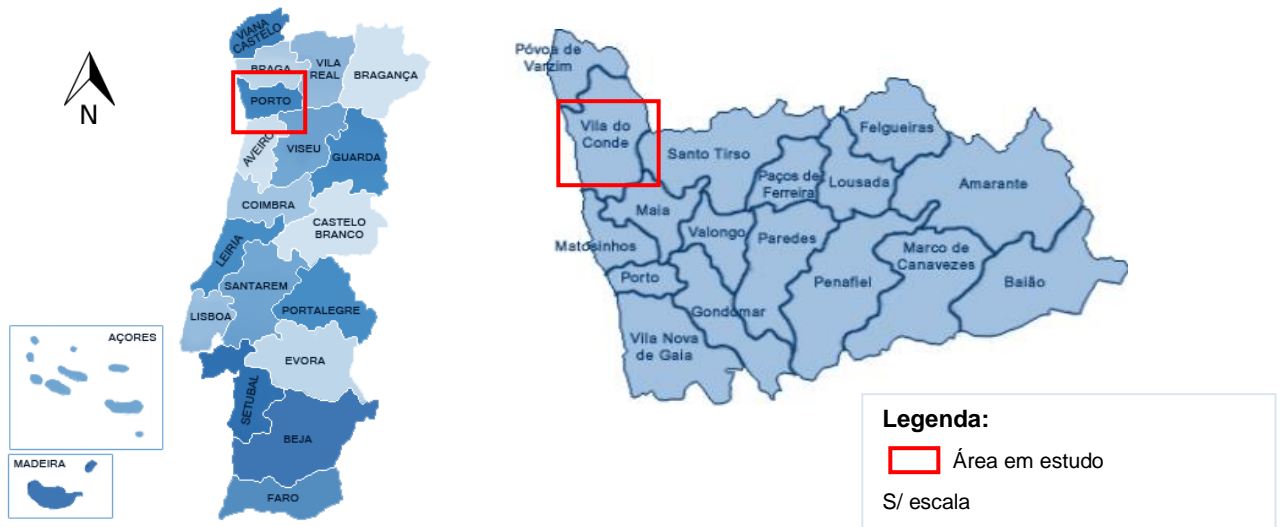 N
VIANA
CASTELO
BRAGA
VILA
REAL
BRAGANÇA
PORTO
AVEIRO
VISEU
GUARDA
COIMBRA
CASTELO
BRANCO
LEIRIA
SANTAREM
LISBOA
PORTALEGRE
EVORA
SETUBAL
BEJA
FARO
AÇORES
MADEIRA
Póvoa de
Varzim
Vila do
Conde
Santo Tirso
Felgueiras
Paços de
Ferreira
Lousada
Amarante
Maia
Valongo
Paredes
Matosinhos
Marco de
Canavezes
Porto
Penafiel
Baião
Gondomar
Vila Nova
de Gaia
Legenda:
Área em estudo
S/ escala